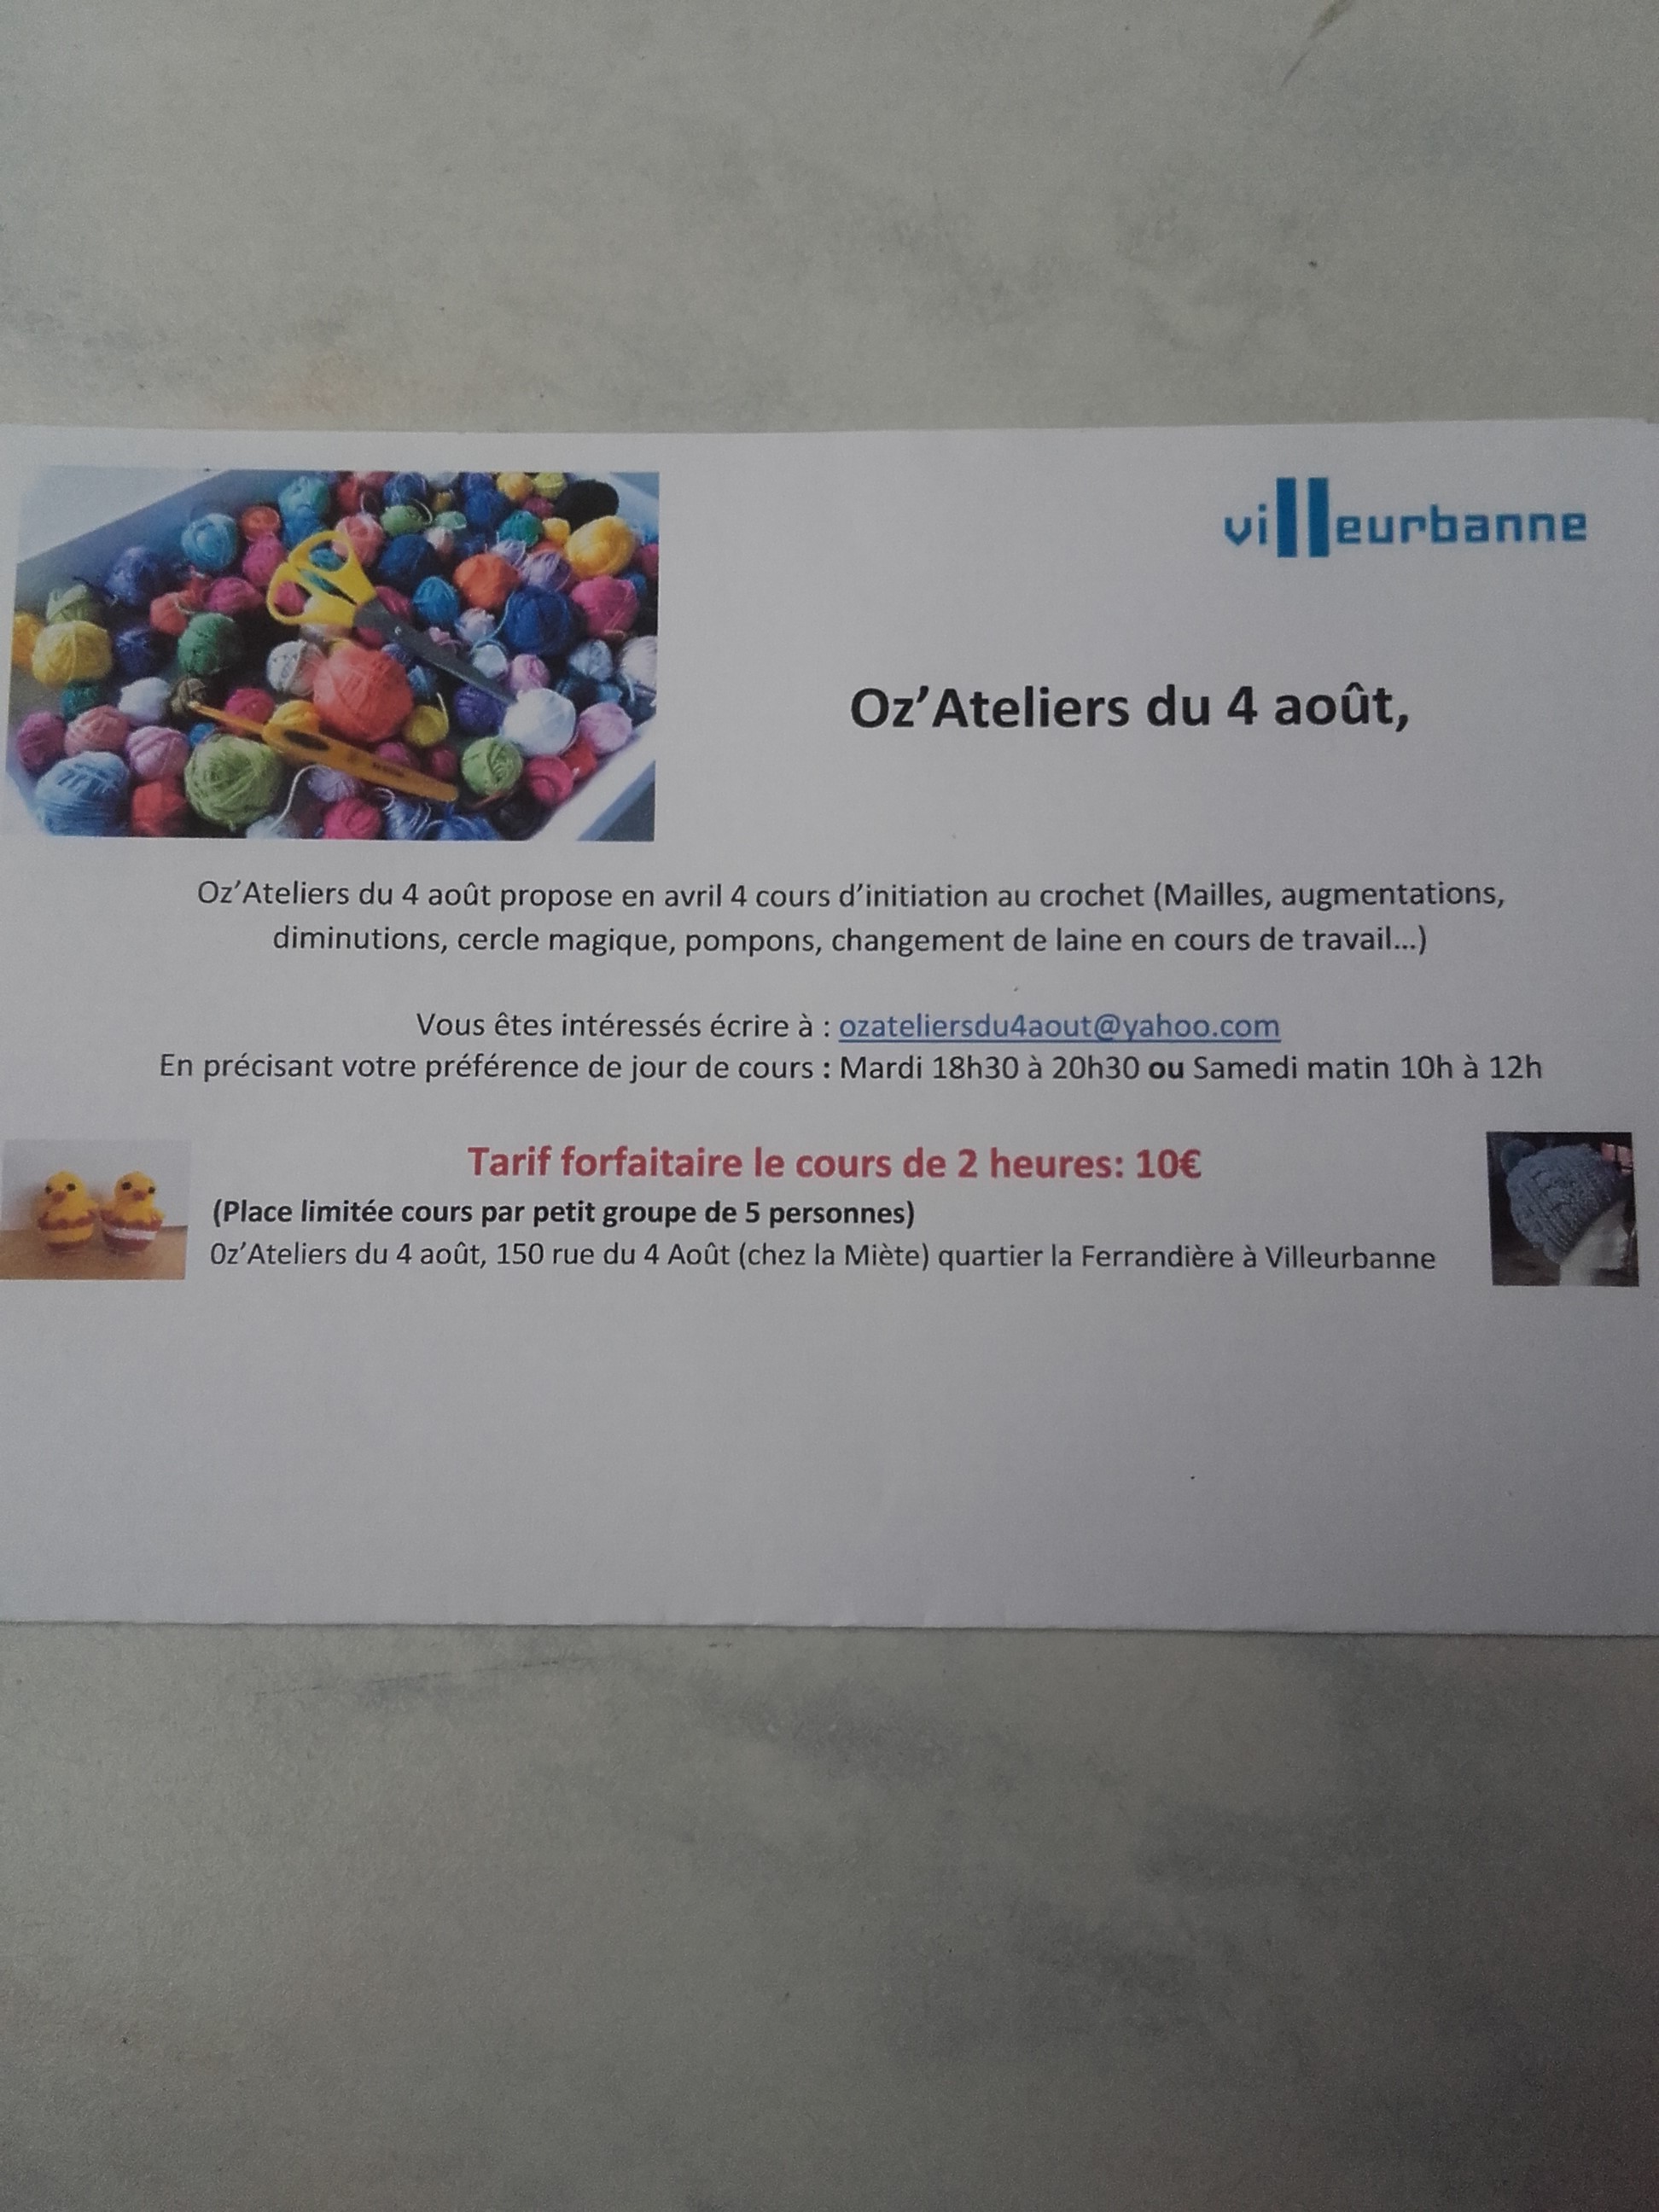 villeurbanne
Oz’Ateliers du 4 août,
Oz’Ateliers du 4 août propose en avril 4 cours d’initiation au crochet (Mailles, augmentations,
diminutions, cercle magique, pompons, changement de laine en cours de travail...)
Vous êtes intéressés écrire à : ozateliersdu4aout@yahoo.com
En précisant votre préférence de jour de cours : Mardi 18h30 à 20h30 ou Samedi matin 10h à 12h
Tarif forfaitaire le cours de 2 heures: 10€
(Place limitée cours par petit groupe de 5 personnes)
0z’Ateliers du 4 août, 150 rue du 4 Août (chez la Miète) quartier la Ferrandière à Villeurbanne